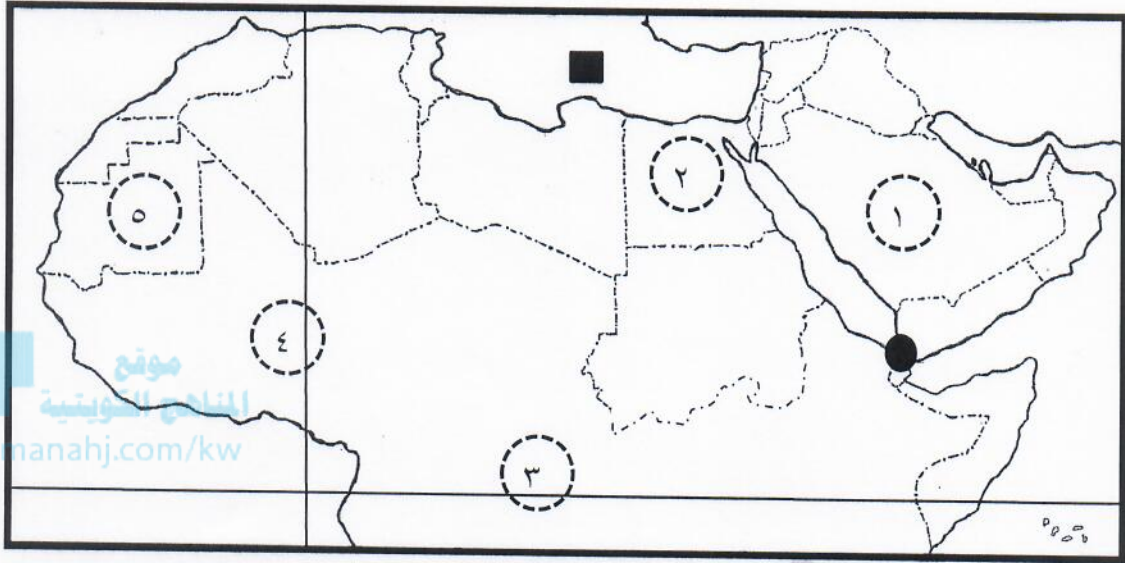 ١
٢
٥
٤
٣
موقع
المناهج الكويتية
manahj.com/kw